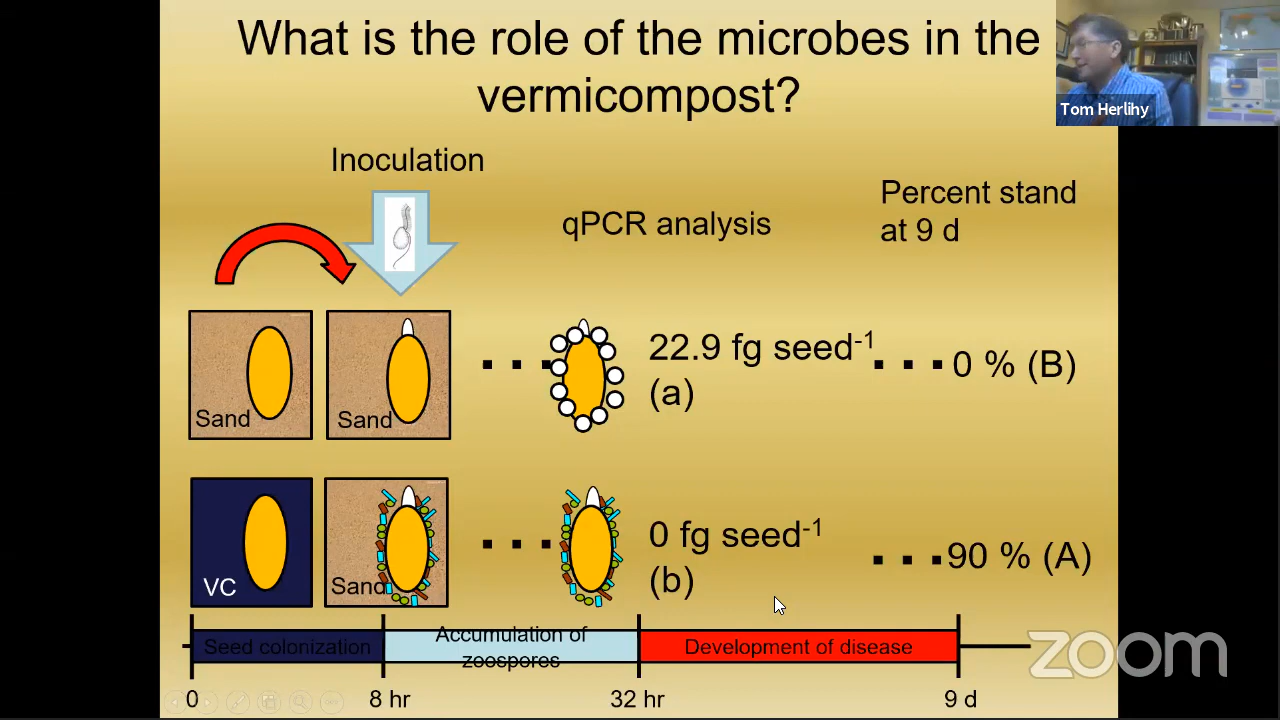 What is the role of the microbes in the
vermicompost?
Tom Herlihy
Inoculation
qPCR analysis
Percent stand
at 9 d
Sand
Sand
22.9 fg seed-1
(a)
0 % (B)
VC
Sand
0 fg seed-1
(b)
90 % (A)
Seed colonization
Accumulation of
zoospores
Development of disease
0
8 hr
32 hr
9 d
zoom